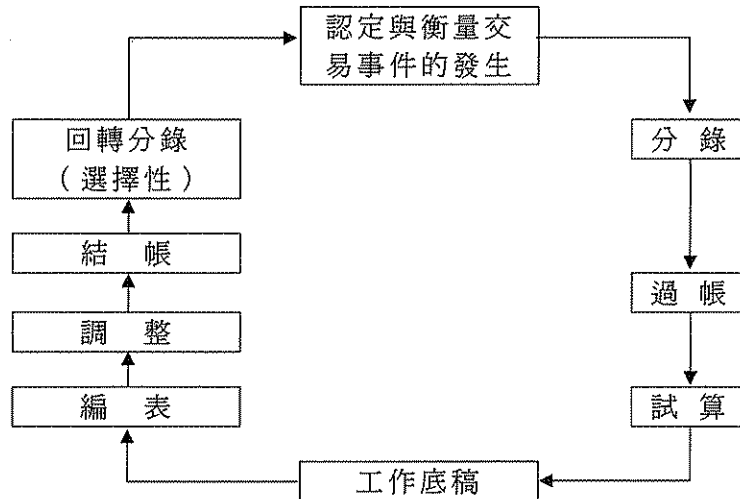 認定與衡量交
易事件的發生
分錄
過帳
試算
工作底稿
編表
調整
結帳
回轉分錄
(選擇性)